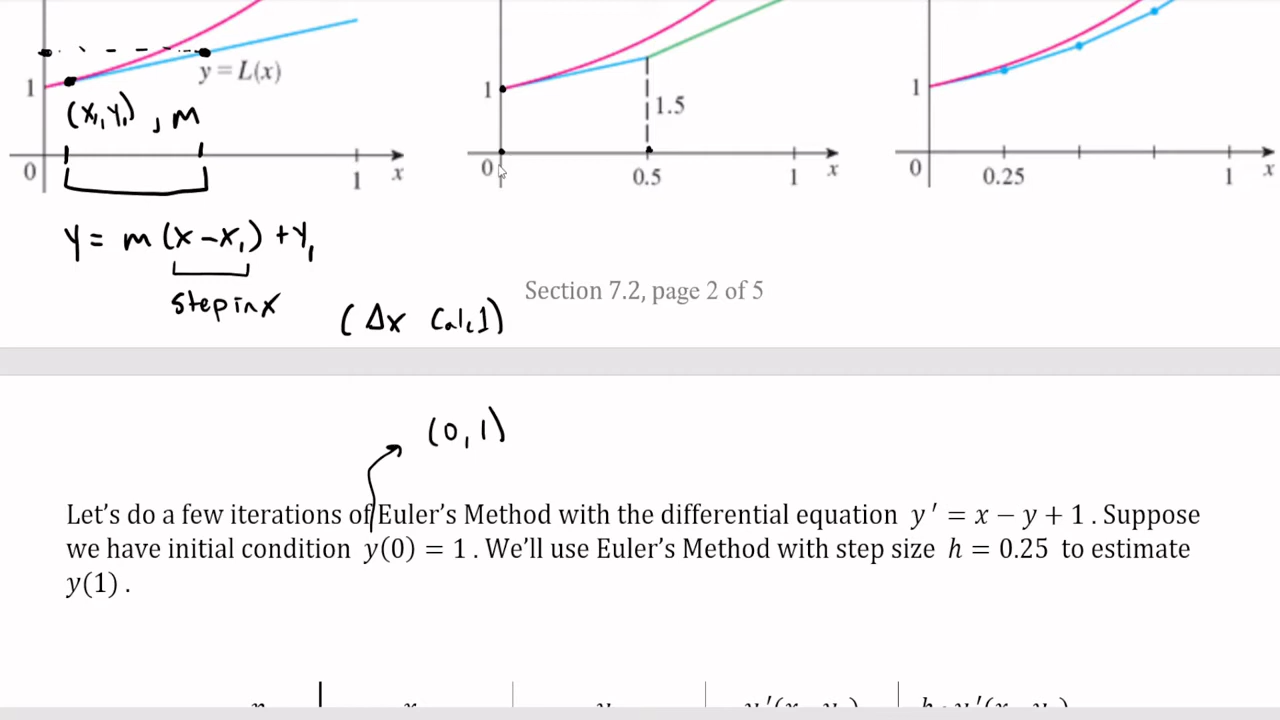 y = L(x)
1
(x₁, y₁) , m
0
1
x
1
1.5
0
0.5
1
x
1
0
0.25
1
x
y = m (x − x₁) + y₁
step in x
(Δx Calc 1)
Section 7.2, page 2 of 5
(0, 1)
Let's do a few iterations of Euler's Method with the differential equation y ′ = x − y + 1 . Suppose
we have initial condition y(0) = 1 . We'll use Euler's Method with step size h = 0.25 to estimate
y(1) .